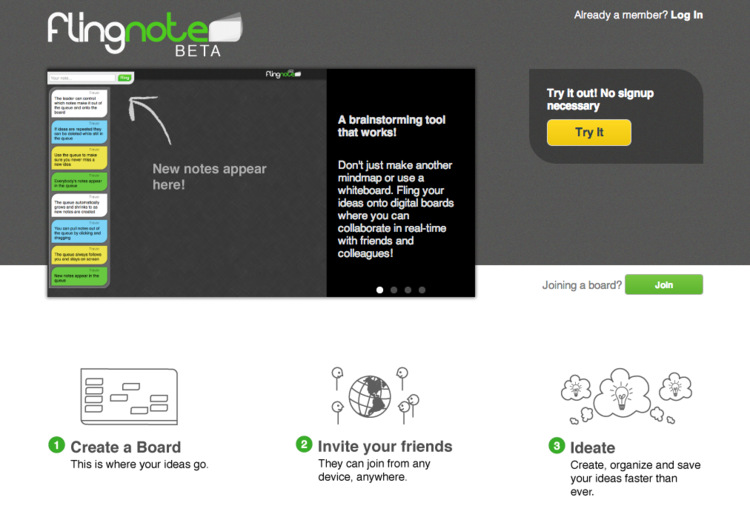 flingnote
BETA
Already a member? Log In
Your note...
Fling
flingnote
The leader can control
which notes make it out of
the queue and onto the
board
If ideas are repeated they
can be deleted while still in
the queue
Use the queue to make
sure you never miss a
new idea
Everybody's notes appear
in the queue
The queue automatically
grows and shrinks to as
new notes are created
You can pull notes out of
the queue by clicking and
dragging
The queue always follows
you and stays on screen
New notes appear in the
queue
New notes appear
here!
A brainstorming tool
that works!
Don't just make another
mindmap or use a
whiteboard. Fling your
ideas onto digital boards
where you can
collaborate in real-time
with friends and
colleagues!
Try it out! No signup
necessary
Try It
Joining a board? Join
1 Create a Board
This is where your ideas go.
2 Invite your friends
They can join from any
device, anywhere.
3 Ideate
Create, organize and save
your ideas faster than
ever.